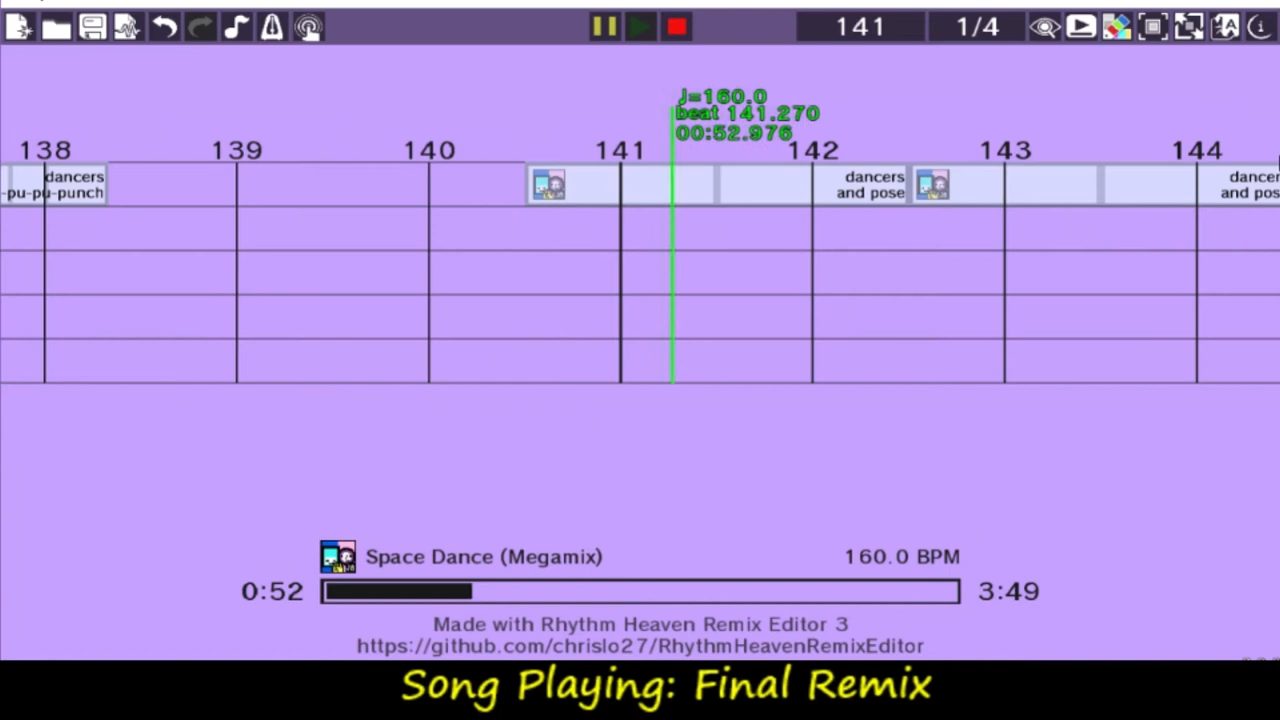 141 1/4
♩=160.0
beat 141.270
00:52.976
138 139 140 141 142 143 144
dancers
-pu-pu-punch
dancers
and pose
dancer
and pos
Space Dance (Megamix) 160.0 BPM
0:52 3:49
Made with Rhythm Heaven Remix Editor 3
https://github.com/chrislo27/RhythmHeavenRemixEditor
Song Playing: Final Remix